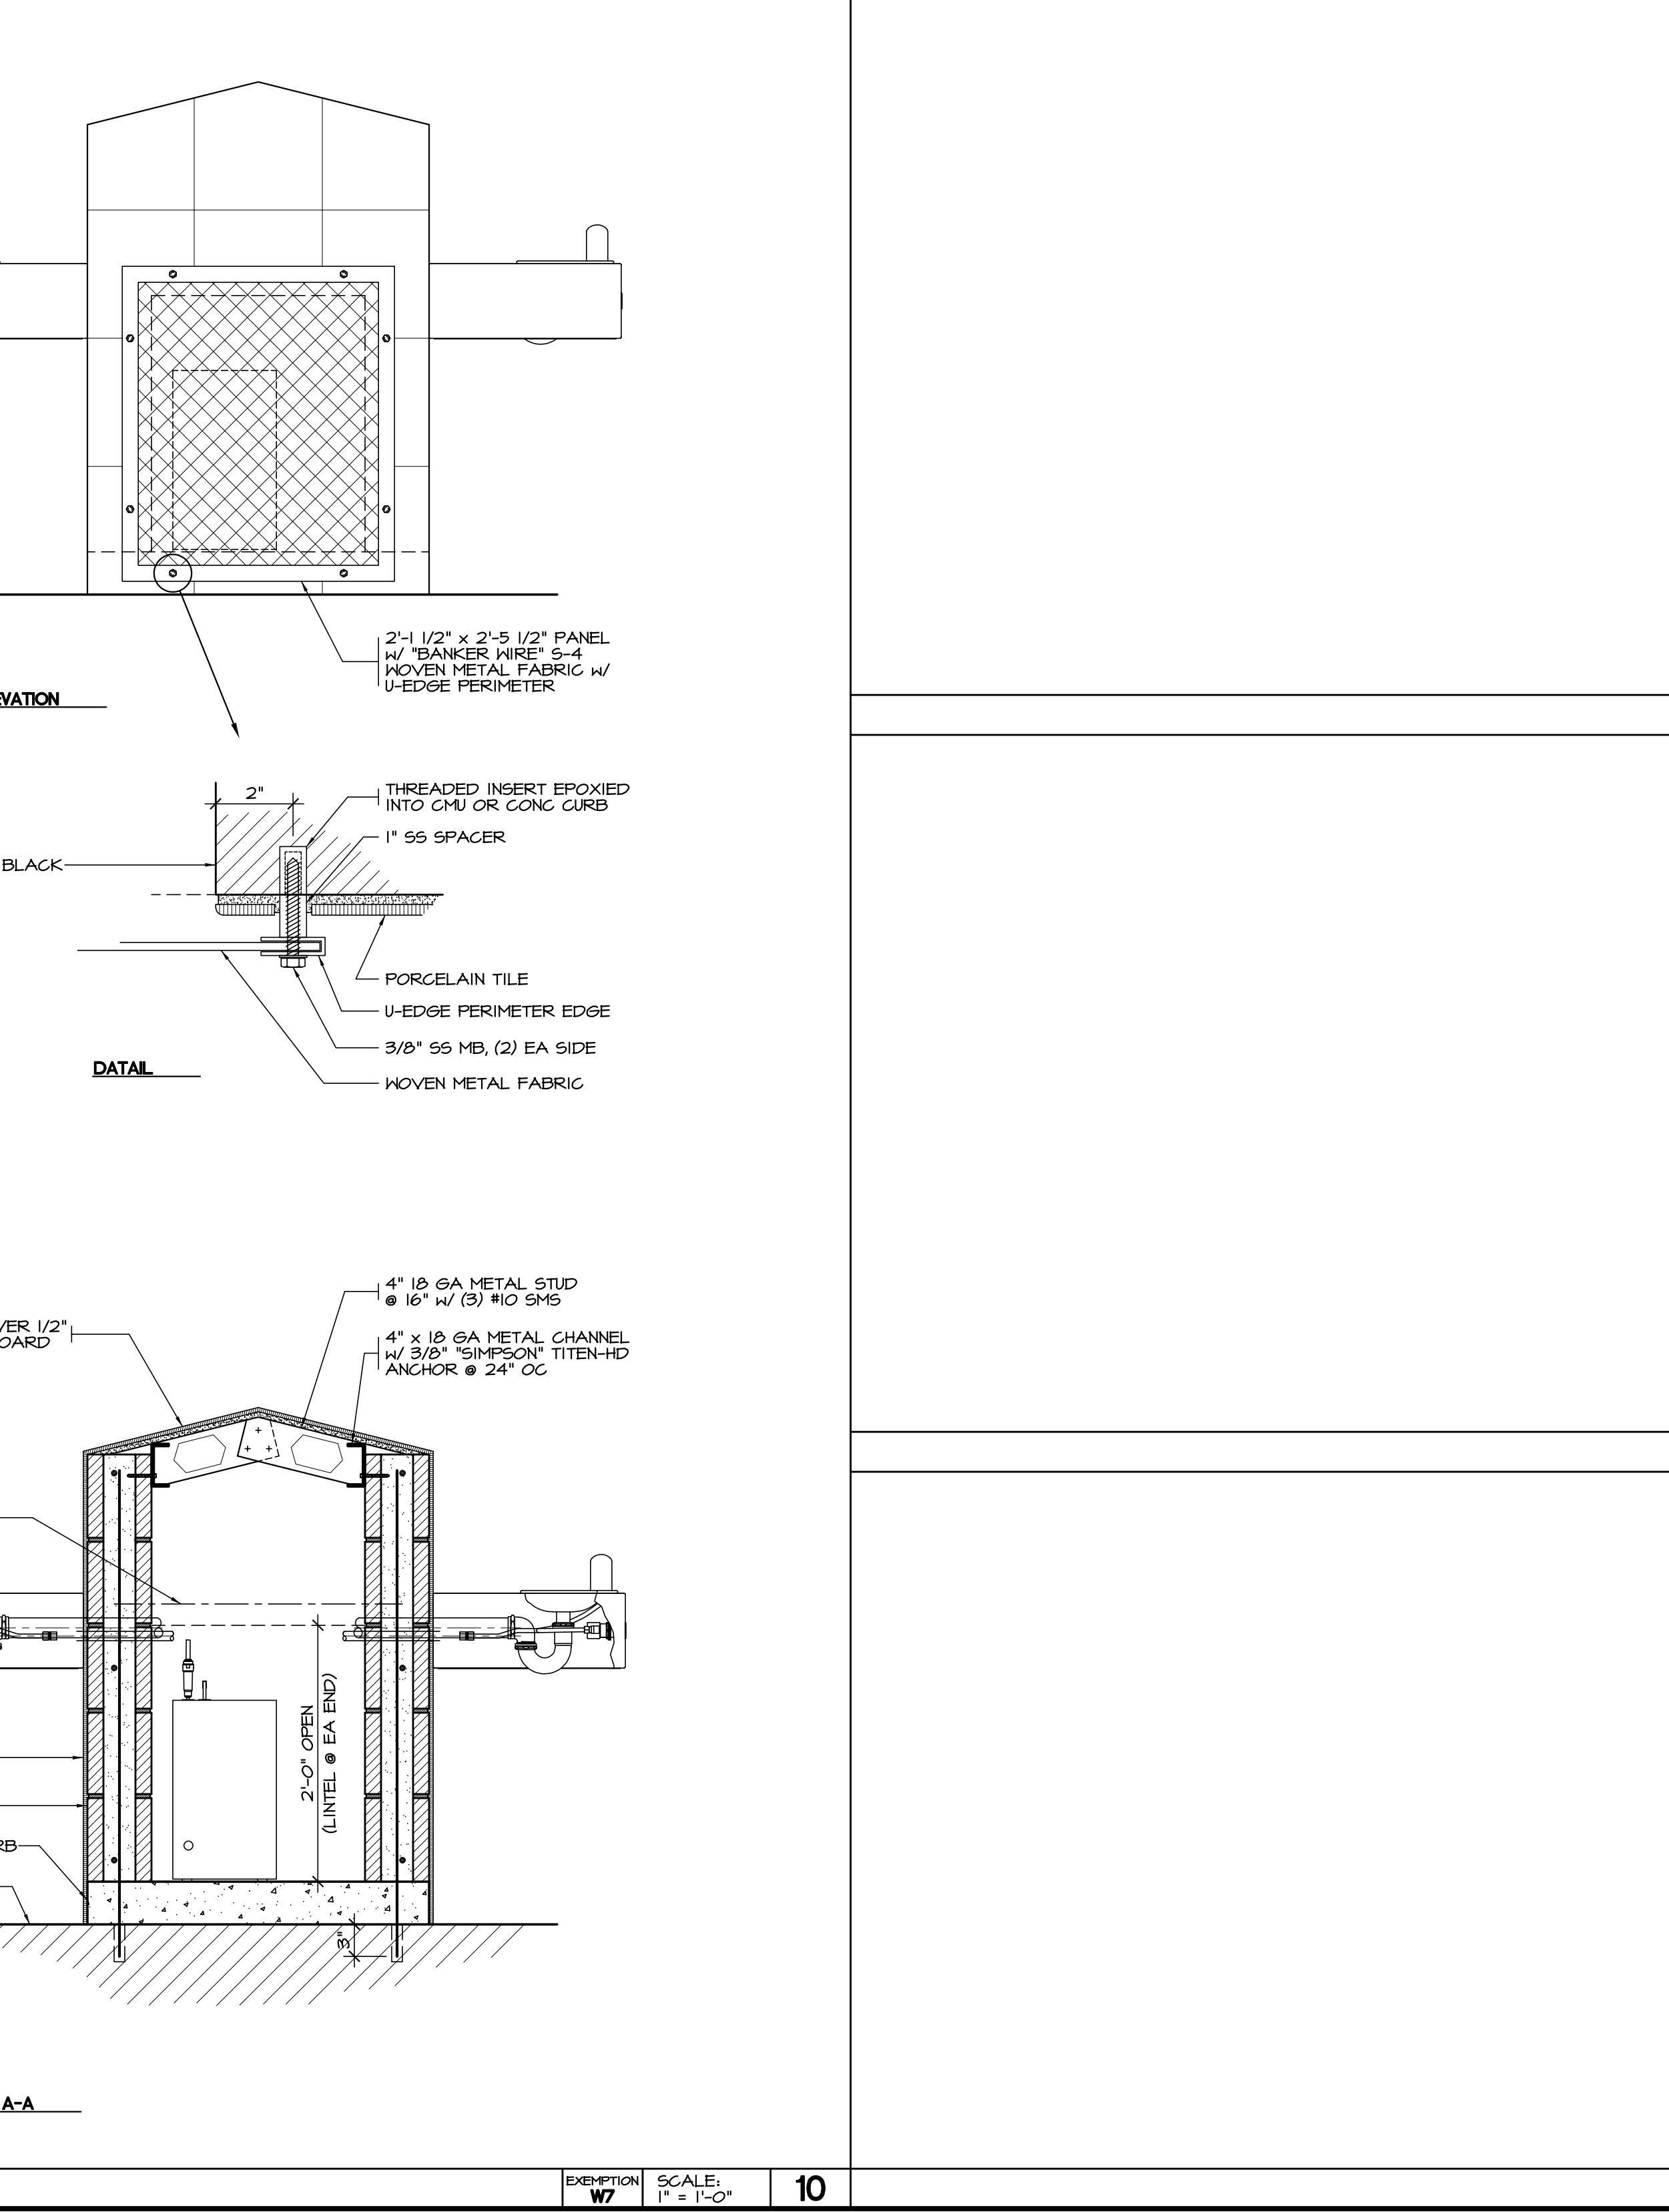 2'-1 1/2" x 2'-5 1/2" PANEL
W/ "BANKER WIRE" S-4
WOVEN METAL FABRIC W/
U-EDGE PERIMETER
EVATION
2"
THREADED INSERT EPOXIED
INTO CMU OR CONC CURB
1" SS SPACER
BLACK
PORCELAIN TILE
U-EDGE PERIMETER EDGE
3/8" SS MB, (2) EA SIDE
WOVEN METAL FABRIC
DATAIL
4" 18 GA METAL STUD
@ 16" W/ (3) #10 SMS
VER 1/2"
OARD
4" x 18 GA METAL CHANNEL
W/ 3/8" "SIMPSON" TITEN-HD
ANCHOR @ 24" OC
2'-0" OPEN
(LINTEL @ EA END)
RB
3"
A-A
EXEMPTION
W7
SCALE:
1" = 1'-0"
10